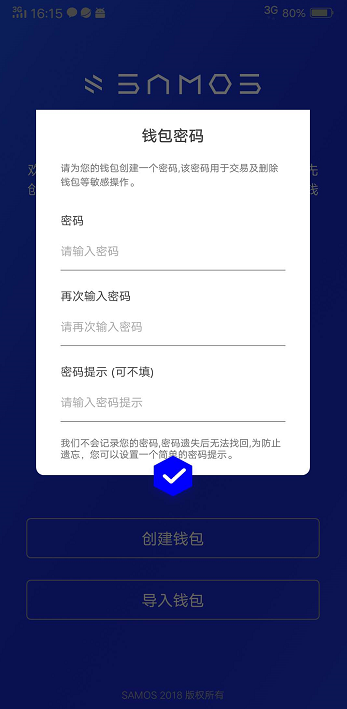 3G 16:15 3G 80%
SAMOS
钱包密码
请为您的钱包创建一个密码,该密码用于交易及删除
钱包等敏感操作。
欢 先
创 钱
密码
请输入密码
再次输入密码
请再次输入密码
密码提示 (可不填)
请输入密码提示
我们不会记录您的密码,密码遗失后无法找回,为防止
遗忘，您可以设置一个简单的密码提示。
创建钱包
导入钱包
SAMOS 2018 版权所有